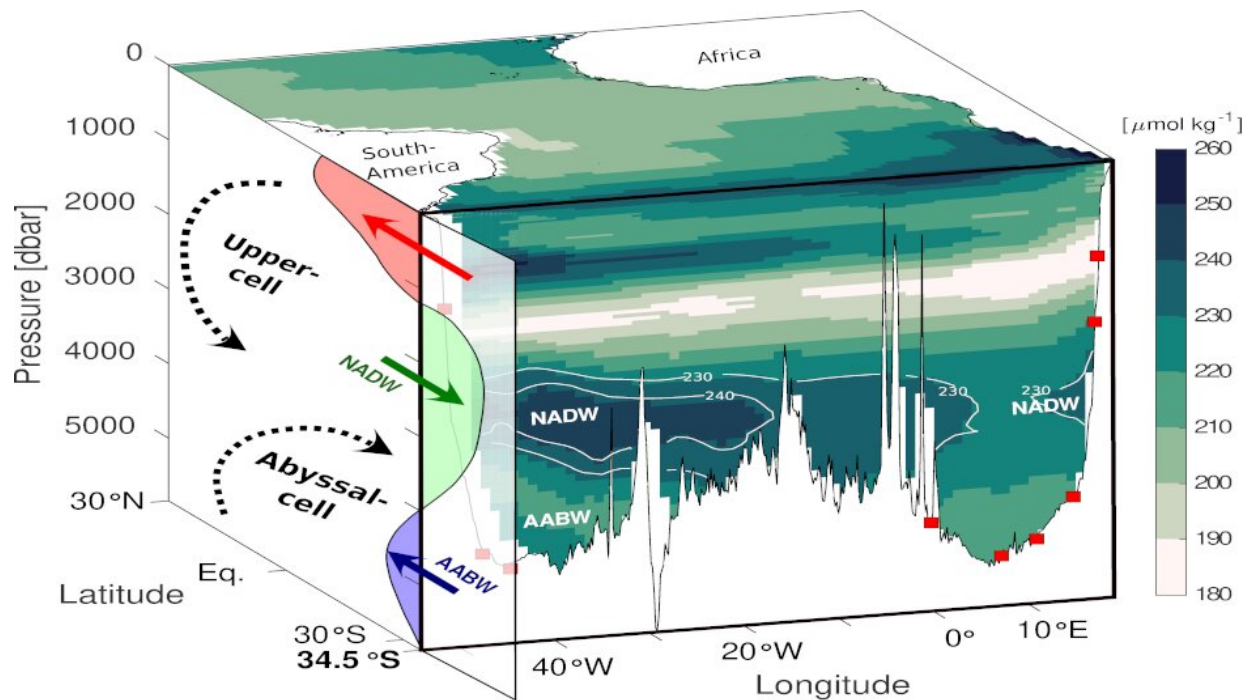 0
1000
2000
3000
4000
5000
Pressure [dbar]
30°N
Eq.
30°S
34.5 °S
Latitude
40°W
20°W
0°
10°E
Longitude
Africa
South-
America
Upper-
cell
Abyssal-
cell
NADW
AABW
230
240
NADW
AABW
230
230
NADW
[ μmol kg⁻¹]
260
250
240
230
220
210
200
190
180